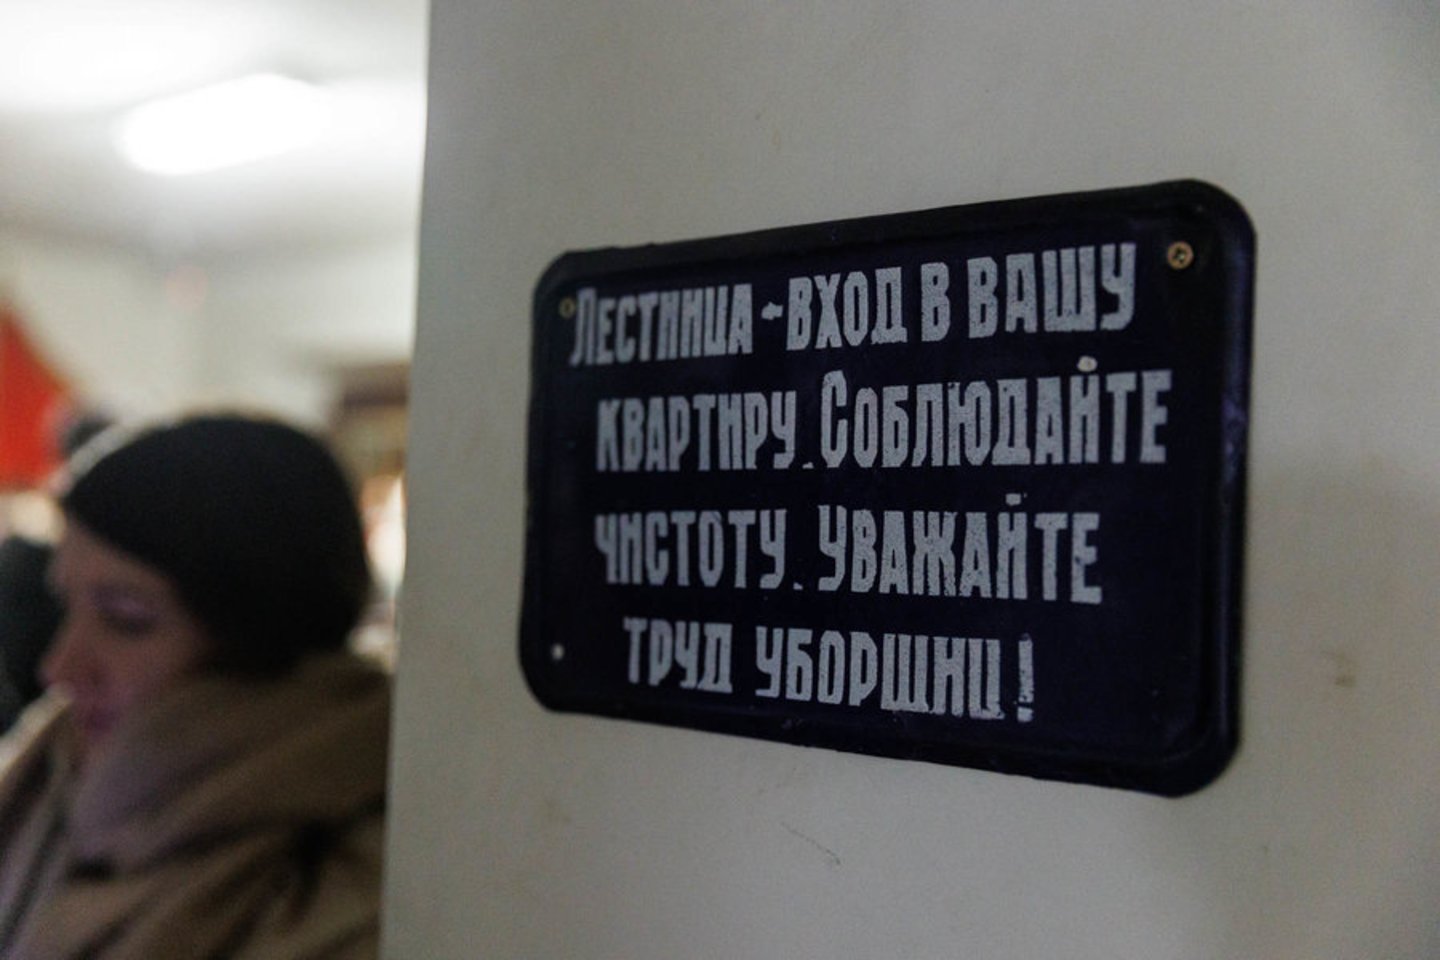 Лестница-вход в вашу
квартиру. Соблюдайте
чистоту. Уважайте
труд уборщиц!